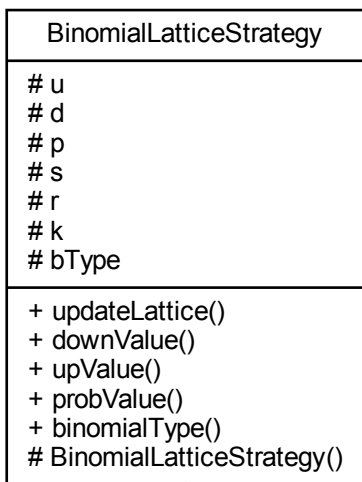 BinomialLatticeStrategy
# u
# d
# p
# s
# r
# k
# bType
+ updateLattice()
+ downValue()
+ upValue()
+ probValue()
+ binomialType()
# BinomialLatticeStrategy()